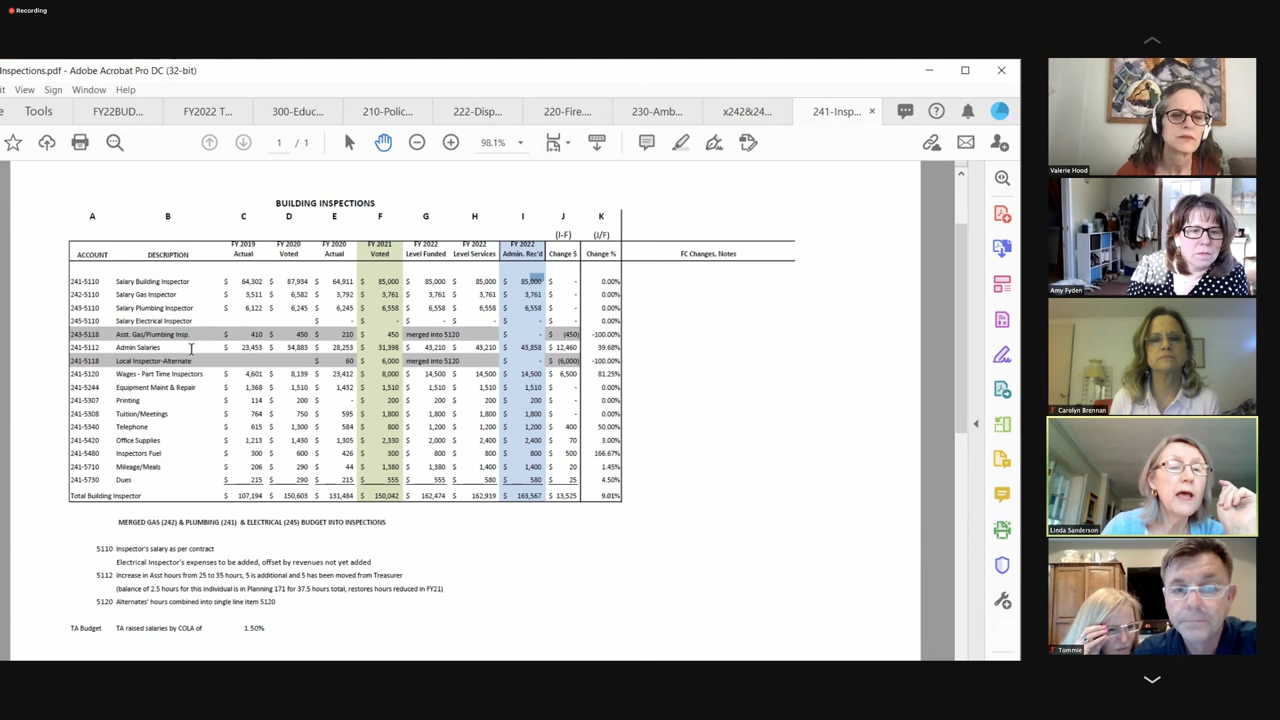 Recording
Inspections.pdf - Adobe Acrobat Pro DC (32-bit)
it View Sign Window Help
e Tools FY22BUD... FY2022 T... 300-Educ... 210-Polic... 222-Disp... 220-Fire... 230-Amb... x242&24... 241-Insp... ×
1 / 1 98.1%
BUILDING INSPECTIONS
A B C D E F G H I J K
(I-F) (J/F)
FY 2019 FY 2020 FY 2020 FY 2021 FY 2022 FY 2022 FY 2022
ACCOUNT DESCRIPTION Actual Voted Actual Voted Level Funded Level Services Admin. Rec'd Change $ Change % FC Changes, Notes
241-5110 Salary Building Inspector $ 64,302 $ 87,934 $ 64,911 $ 85,000 $ 85,000 $ 85,000 $ 85,000 $ - 0.00%
242-5110 Salary Gas Inspector $ 3,511 $ 6,582 $ 3,792 $ 3,761 $ 3,761 $ 3,761 $ 3,761 $ - 0.00%
243-5110 Salary Plumbing Inspector $ 6,122 $ 6,245 $ 6,245 $ 6,558 $ 6,558 $ 6,558 $ 6,558 $ - 0.00%
245-5110 Salary Electrical Inspector $ - $ - $ - $ - $ - $ - 0.00%
243-5118 Asst. Gas/Plumbing Insp. $ 410 $ 450 $ 210 $ 450 merged into 5120 $ - $ (450) -100.00%
241-5112 Admin Salaries $ 23,453 $ 34,883 $ 28,253 $ 31,398 $ 43,210 $ 43,210 $ 43,858 $ 12,460 39.68%
241-5118 Local Inspector-Alternate $ 60 $ 6,000 merged into 5120 $ - $ (6,000) -100.00%
241-5120 Wages - Part Time Inspectors $ 4,601 $ 8,139 $ 23,412 $ 8,000 $ 14,500 $ 14,500 $ 14,500 $ 6,500 81.25%
241-5244 Equipment Maint & Repair $ 1,368 $ 1,510 $ 1,432 $ 1,510 $ 1,510 $ 1,510 $ 1,510 $ - 0.00%
241-5307 Printing $ 114 $ 200 $ - $ 200 $ 200 $ 200 $ 200 $ - 0.00%
241-5308 Tuition/Meetings $ 764 $ 750 $ 595 $ 1,800 $ 1,800 $ 1,800 $ 1,800 $ - 0.00%
241-5340 Telephone $ 615 $ 1,300 $ 584 $ 800 $ 1,200 $ 1,200 $ 1,200 $ 400 50.00%
241-5420 Office Supplies $ 1,213 $ 1,430 $ 1,305 $ 2,330 $ 2,000 $ 2,400 $ 2,400 $ 70 3.00%
241-5480 Inspectors Fuel $ 300 $ 600 $ 426 $ 300 $ 800 $ 800 $ 800 $ 500 166.67%
241-5710 Mileage/Meals $ 206 $ 290 $ 44 $ 1,380 $ 1,380 $ 1,400 $ 1,400 $ 20 1.45%
241-5730 Dues $ 215 $ 290 $ 215 $ 555 $ 555 $ 580 $ 580 $ 25 4.50%
Total Building Inspector $ 107,194 $ 150,603 $ 131,484 $ 150,042 $ 162,474 $ 162,919 $ 163,567 $ 13,525 9.01%
MERGED GAS (242) & PLUMBING (241) & ELECTRICAL (245) BUDGET INTO INSPECTIONS
5110 Inspector's salary as per contract
Electrical Inspector's expenses to be added, offset by revenues not yet added
5112 Increase in Asst hours from 25 to 35 hours, 5 is additional and 5 has been moved from Treasurer
(balance of 2.5 hours for this individual is in Planning 171 for 37.5 hours total, restores hours reduced in FY21)
5120 Alternates' hours combined into single line item 5120
TA Budget TA raised salaries by COLA of 1.50%
Valerie Hood
Amy Fyden
Carolyn Brennan
Linda Sanderson
Tommie